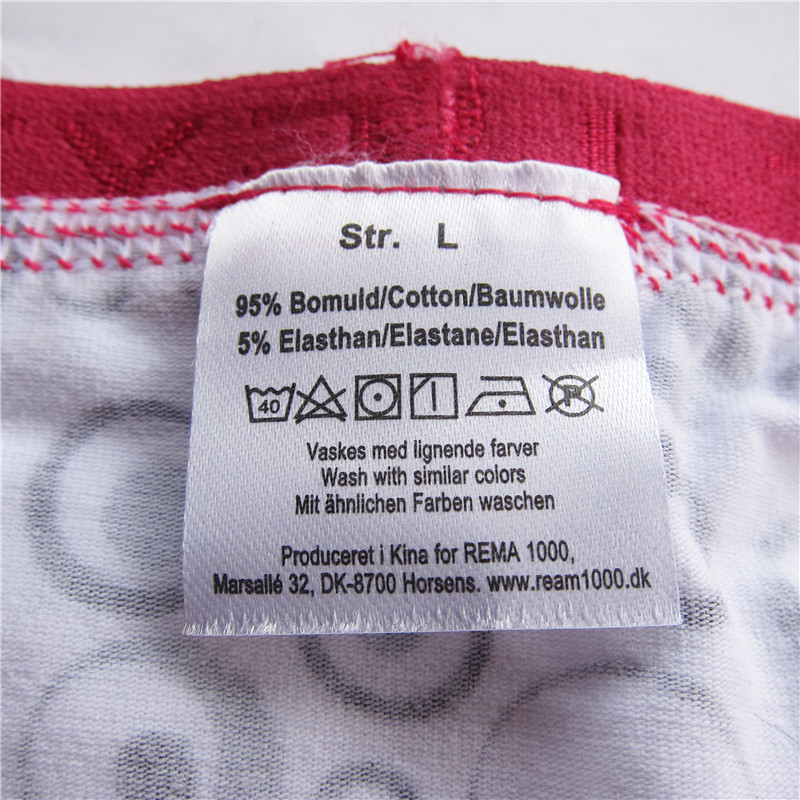 Str. L
95% Bomuld/Cotton/Baumwolle
5% Elasthan/Elastane/Elasthan
40 P
Vaskes med lignende farver
Wash with similar colors
Mit ähnlichen Farben waschen
Produceret i Kina for REMA 1000,
Marsallé 32, DK-8700 Horsens. www.ream1000.dk